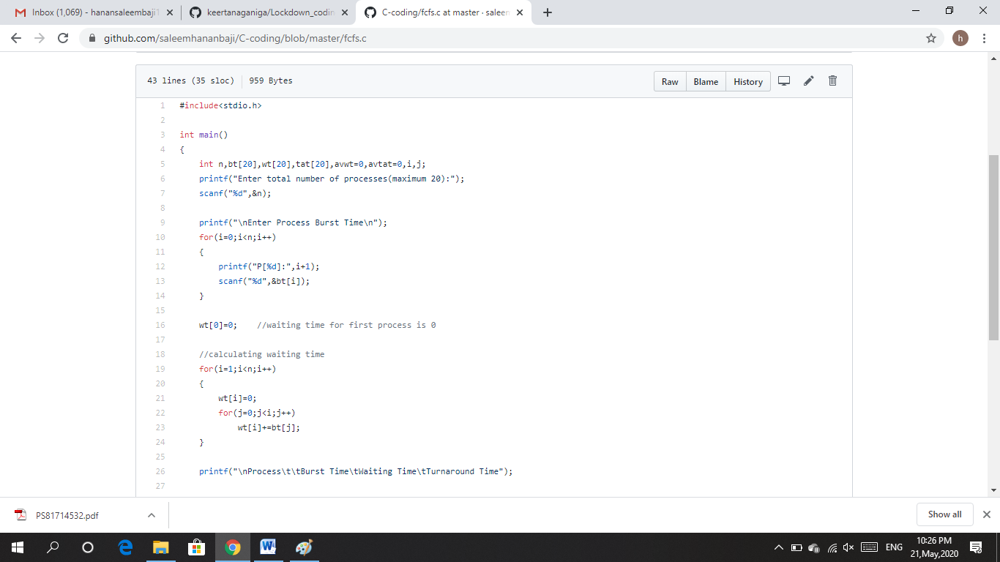 Inbox (1,069) - hanansaleembaji1
keertanaganiga/Lockdown_codin
C-coding/fcfs.c at master · saleem
github.com/saleemhananbaji/C-coding/blob/master/fcfs.c
h
43 lines (35 sloc) 959 Bytes
Raw Blame History
1 #include<stdio.h>
2
3 int main()
4 {
5 int n,bt[20],wt[20],tat[20],avwt=0,avtat=0,i,j;
6 printf("Enter total number of processes(maximum 20):");
7 scanf("%d",&n);
8
9 printf("\nEnter Process Burst Time\n");
10 for(i=0;i<n;i++)
11 {
12 printf("P[%d]:",i+1);
13 scanf("%d",&bt[i]);
14 }
15
16 wt[0]=0; //waiting time for first process is 0
17
18 //calculating waiting time
19 for(i=1;i<n;i++)
20 {
21 wt[i]=0;
22 for(j=0;j<i;j++)
23 wt[i]+=bt[j];
24 }
25
26 printf("\nProcess\t\tBurst Time\tWaiting Time\tTurnaround Time");
27
PS81714532.pdf
Show all
ENG
10:26 PM
21,May,2020